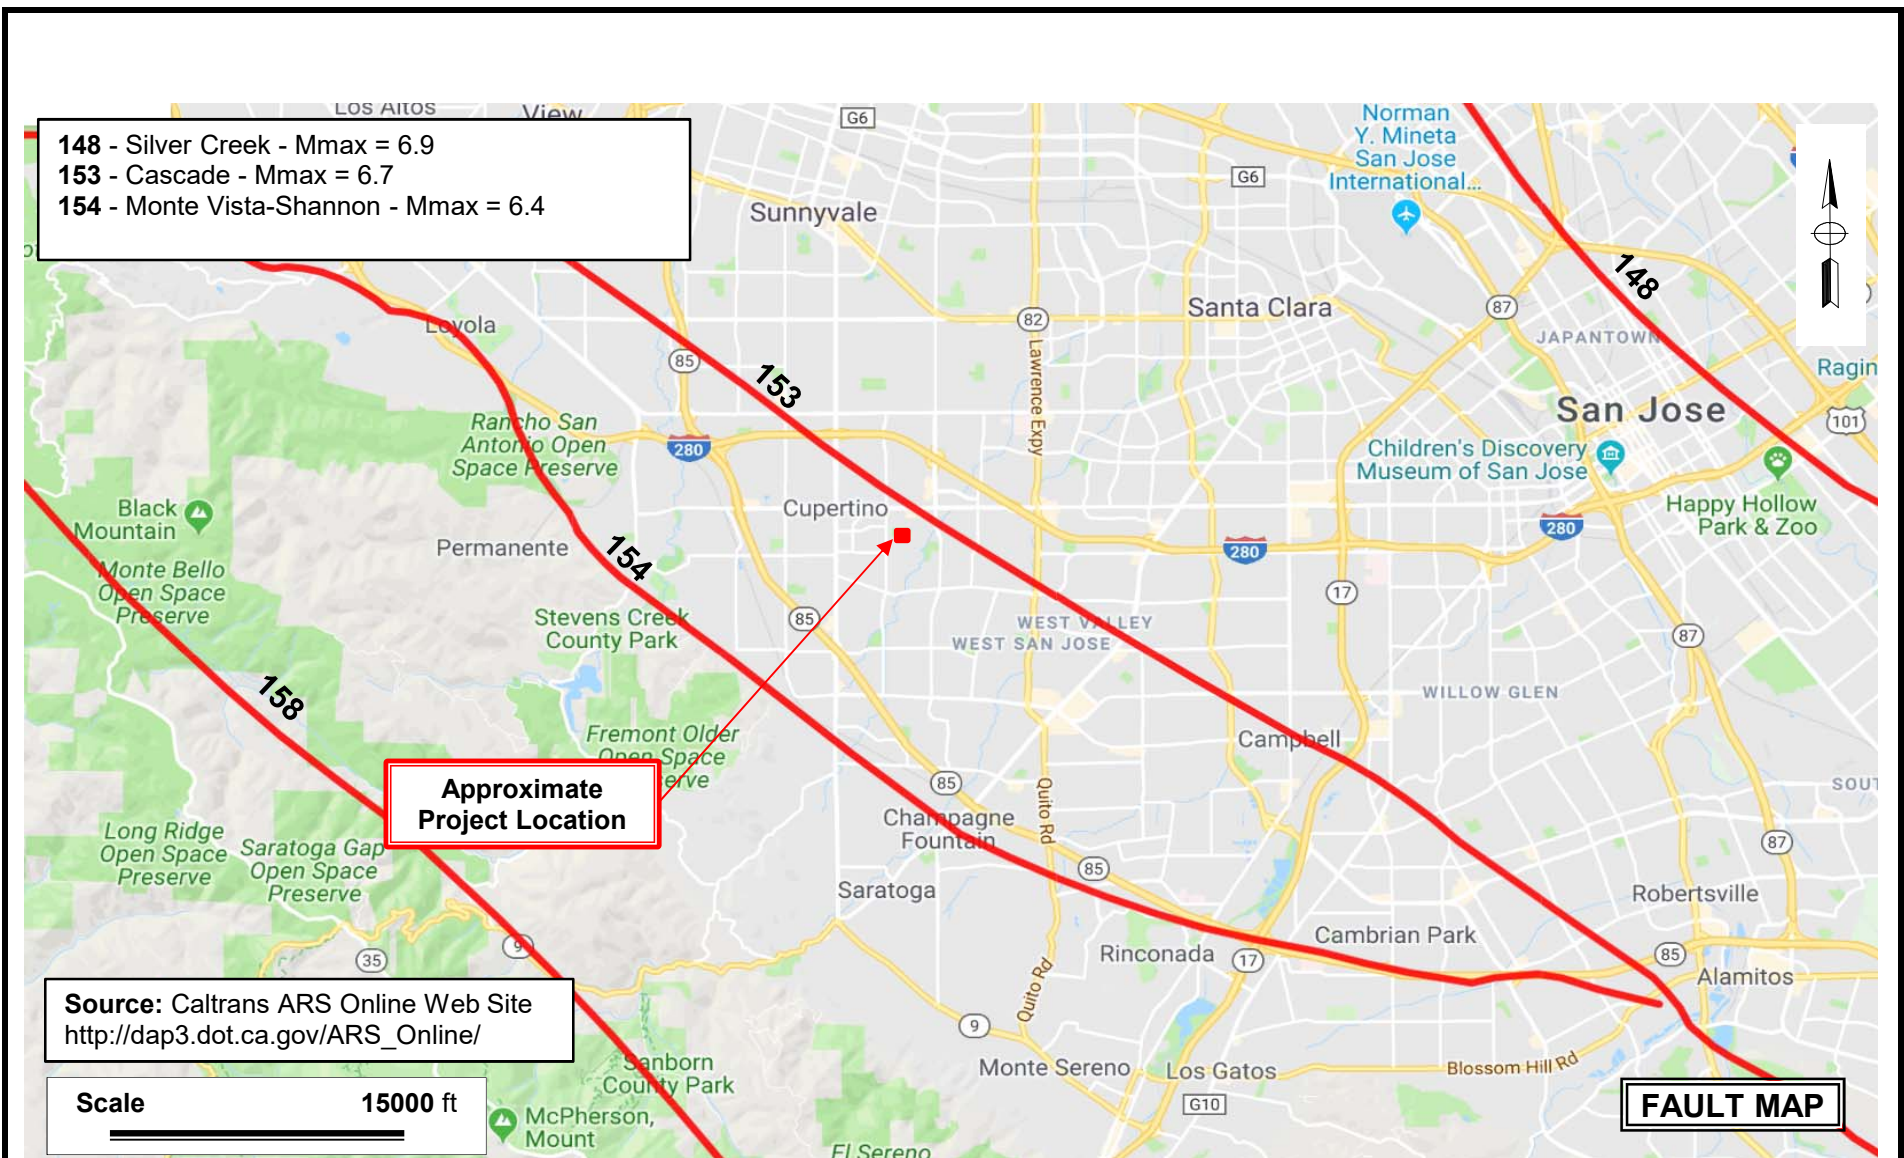 Los Altos
View
G6
Norman
Y. Mineta
San Jose
International...
148 - Silver Creek - Mmax = 6.9
153 - Cascade - Mmax = 6.7
154 - Monte Vista-Shannon - Mmax = 6.4
G6
Sunnyvale
148
82
Santa Clara
87
Loyola
JAPANTOWN
85
Lawrence Expy
Ragin
153
San Jose
101
Rancho San
Antonio Open
Space Preserve
280
Children's Discovery
Museum of San Jose
Black
Mountain
Cupertino
Happy Hollow
Park & Zoo
280
280
Permanente
154
Monte Bello
Open Space
Preserve
17
Stevens Creek
County Park
85
WEST VALLEY
WEST SAN JOSE
87
158
WILLOW GLEN
Fremont Older
Open Space
erve
Campbell
Approximate
Project Location
85
Quito Rd
SOUT
Champagne
Fountain
Long Ridge
Open Space
Preserve
Saratoga Gap
Open Space
Preserve
87
85
Saratoga
Robertsville
9
35
Rinconada
17
Cambrian Park
85
Alamitos
Source: Caltrans ARS Online Web Site
http://dap3.dot.ca.gov/ARS_Online/
Quito Rd
9
Sanborn
County Park
Monte Sereno
Los Gatos
Blossom Hill Rd
Scale 15000 ft
G10
FAULT MAP
McPherson,
Mount
El Sereno